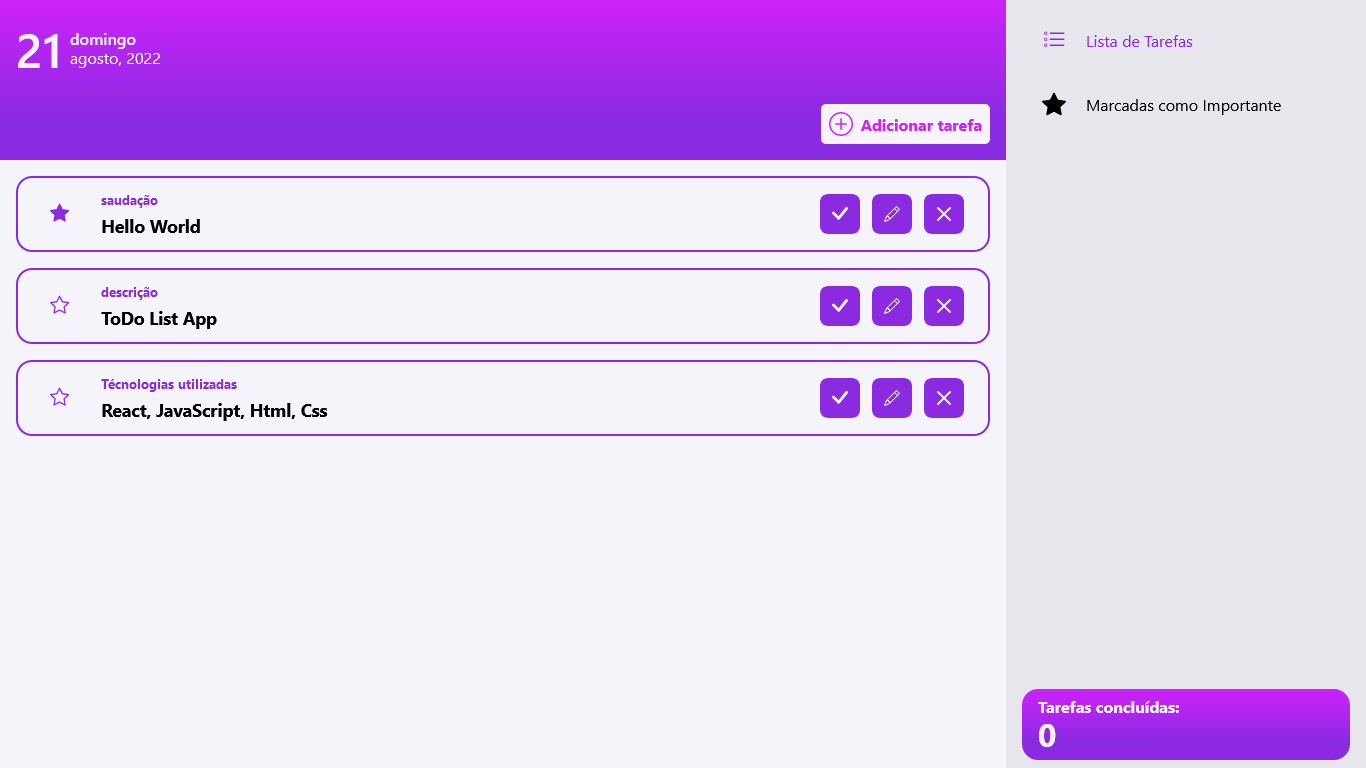 21
domingo
agosto, 2022
Adicionar tarefa
saudação
Hello World
descrição
ToDo List App
Técnologias utilizadas
React, JavaScript, Html, Css
Lista de Tarefas
Marcadas como Importante
Tarefas concluídas:
0